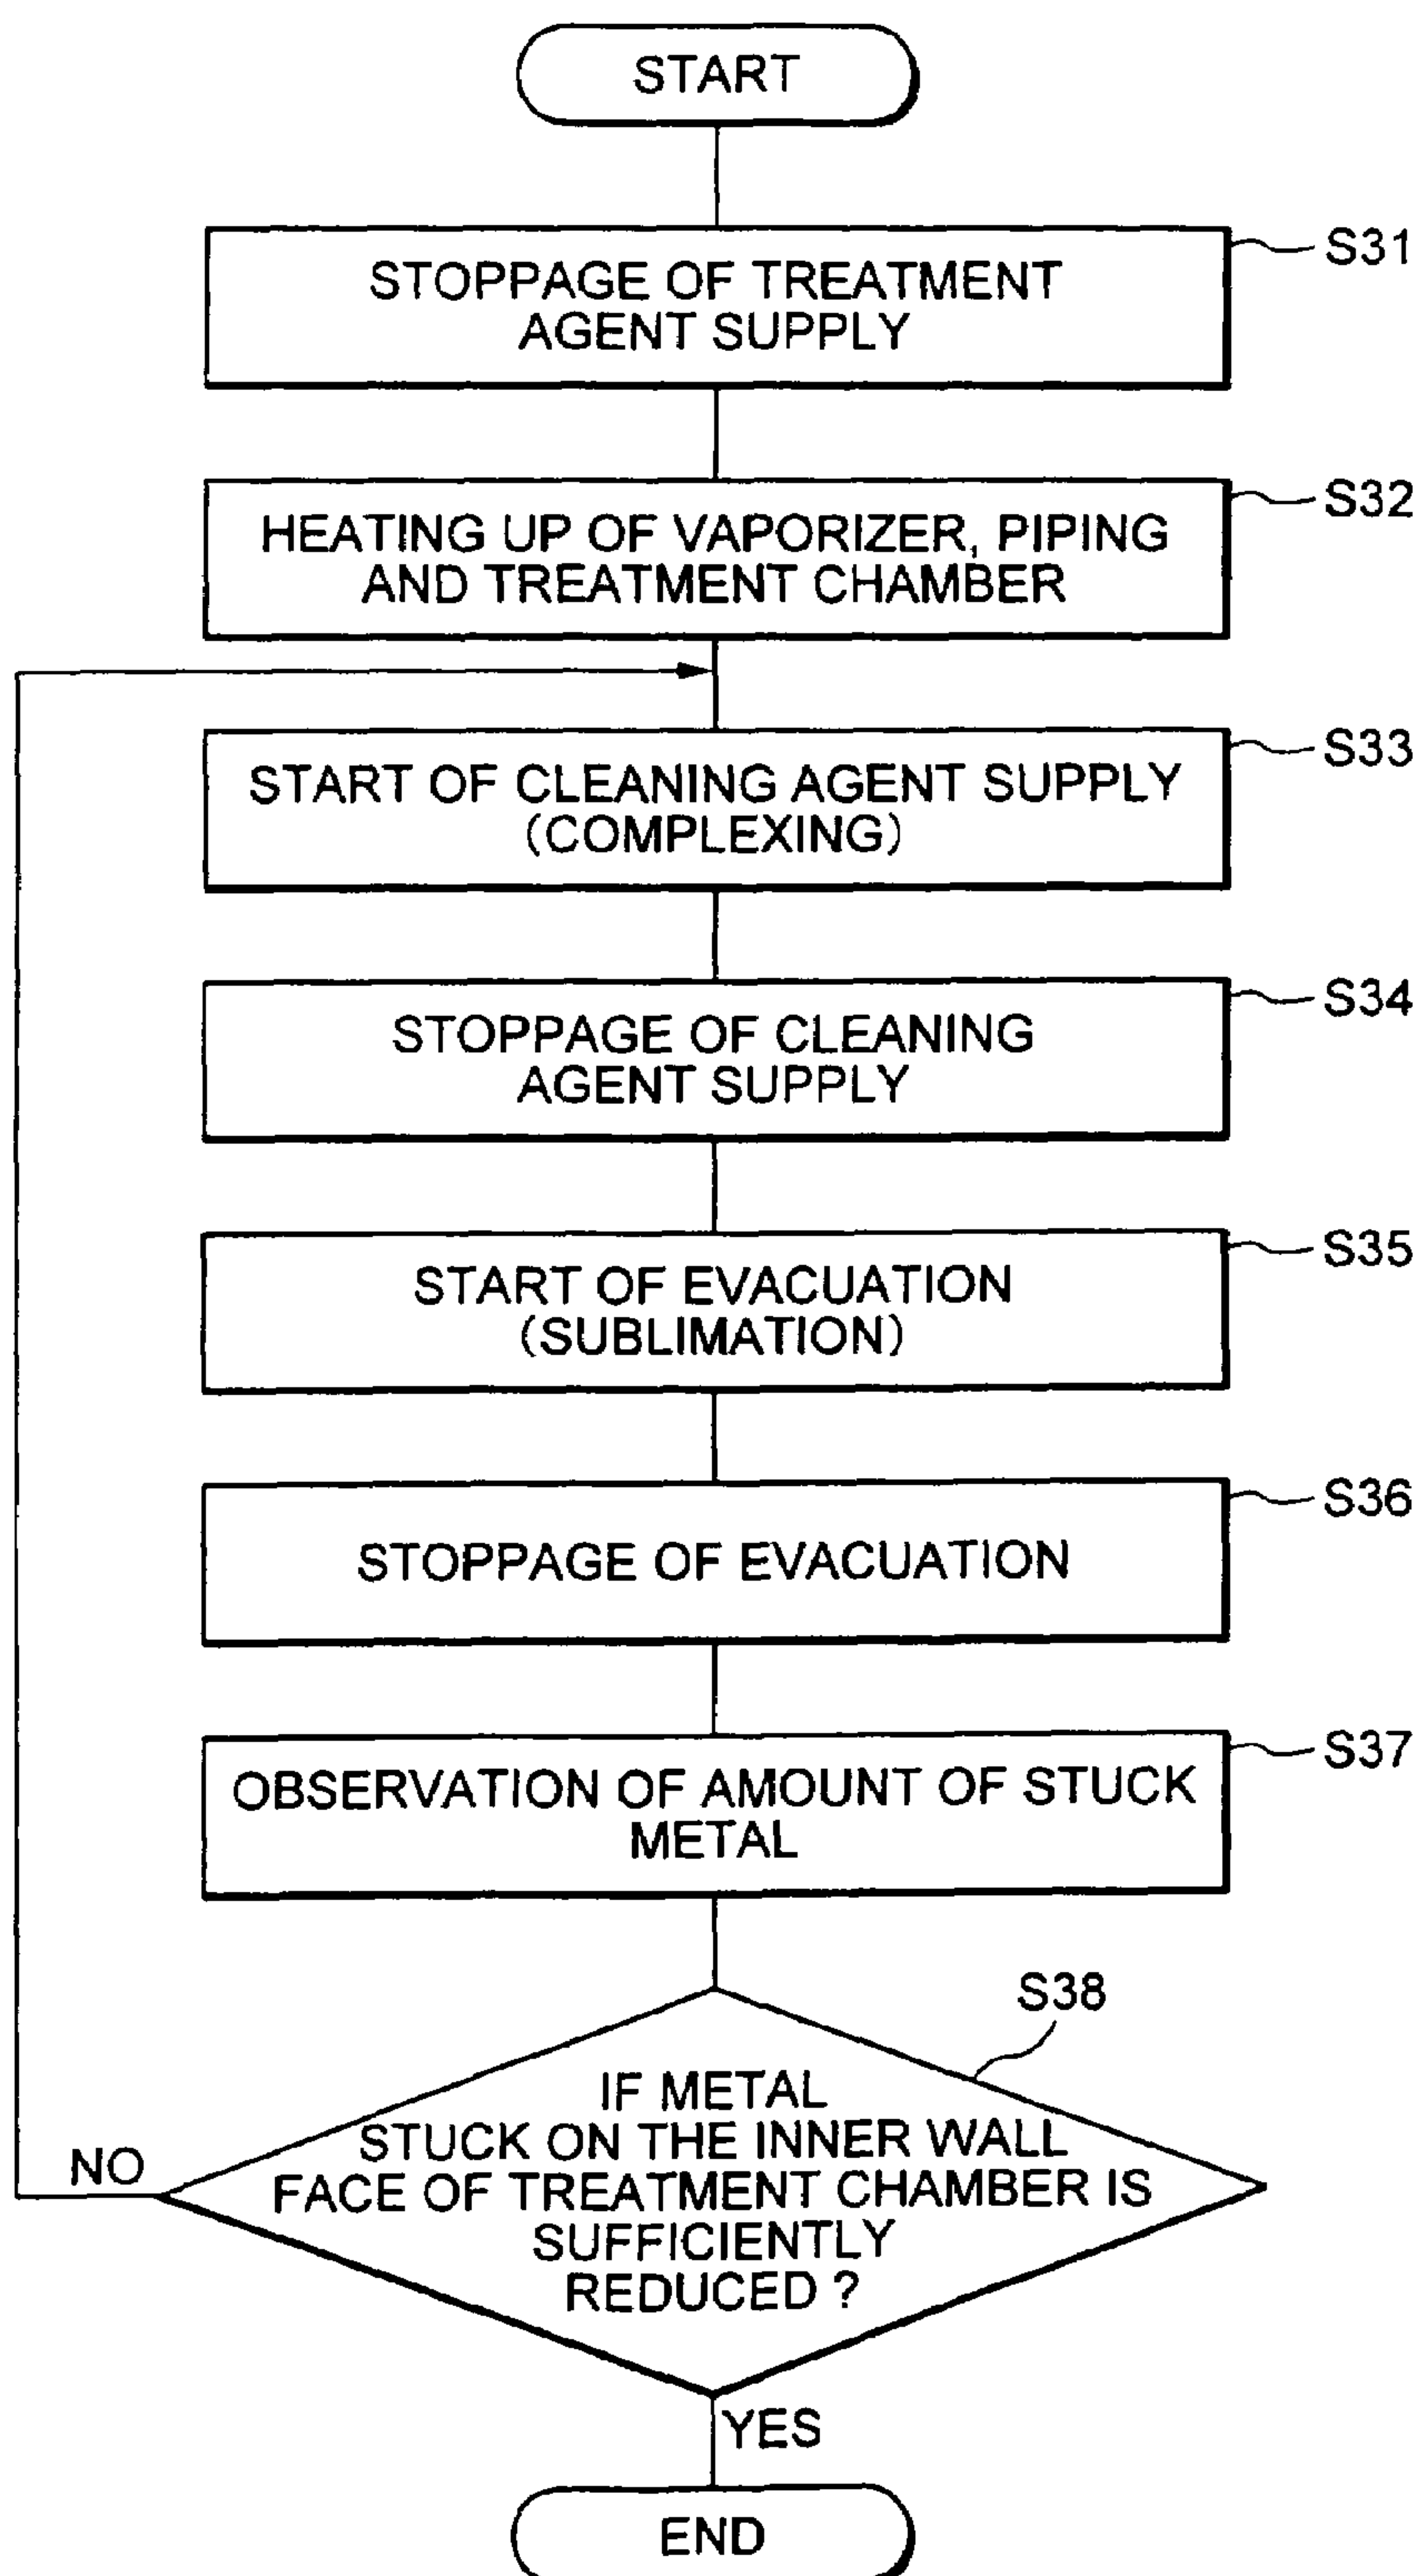 START
S31
STOPPAGE OF TREATMENT
AGENT SUPPLY
S32
HEATING UP OF VAPORIZER, PIPING
AND TREATMENT CHAMBER
S33
START OF CLEANING AGENT SUPPLY
(COMPLEXING)
S34
STOPPAGE OF CLEANING
AGENT SUPPLY
S35
START OF EVACUATION
(SUBLIMATION)
S36
STOPPAGE OF EVACUATION
S37
OBSERVATION OF AMOUNT OF STUCK
METAL
S38
IF METAL
STUCK ON THE INNER WALL
FACE OF TREATMENT CHAMBER IS
SUFFICIENTLY
REDUCED ?
NO
YES
END